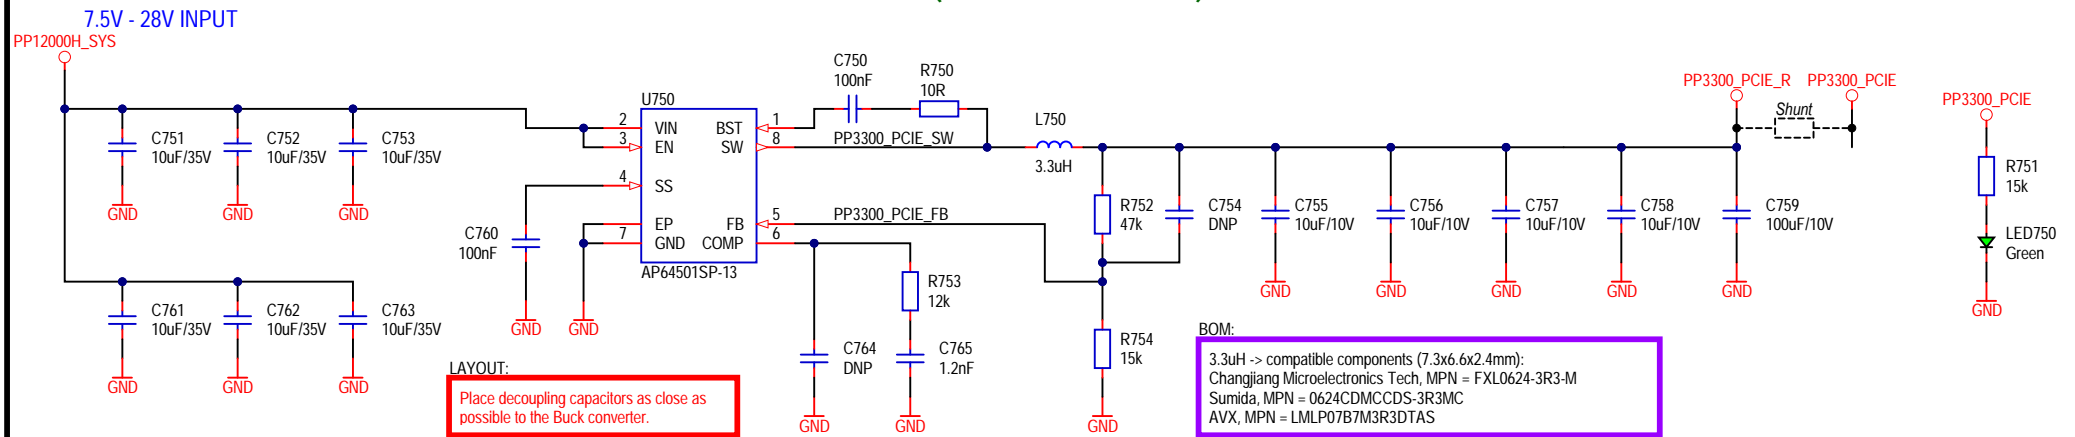 7.5V - 28V INPUT
PP12000H_SYS
C751
10uF/35V
GND
C752
10uF/35V
GND
C753
10uF/35V
GND
C761
10uF/35V
GND
C762
10uF/35V
GND
C763
10uF/35V
GND
C760
100nF
GND
GND
U750
2 VIN
3 EN
4 SS
EP
7 GND
BST 1
SW 8
FB 5
COMP 6
AP64501SP-13
C750
100nF
R750
10R
PP3300_PCIE_SW
PP3300_PCIE_FB
L750
3.3uH
R753
12k
C764
DNP
GND
C765
1.2nF
GND
R752
47k
C754
DNP
R754
15k
GND
C755
10uF/10V
GND
C756
10uF/10V
GND
C757
10uF/10V
GND
C758
10uF/10V
GND
C759
100uF/10V
GND
PP3300_PCIE_R
PP3300_PCIE
Shunt
PP3300_PCIE
R751
15k
LED750
Green
GND
LAYOUT:
Place decoupling capacitors as close as
possible to the Buck converter.
BOM:
3.3uH -> compatible components (7.3x6.6x2.4mm):
Changjiang Microelectronics Tech, MPN = FXL0624-3R3-M
Sumida, MPN = 0624CDMCCDS-3R3MC
AVX, MPN = LMLP07B7M3R3DTAS